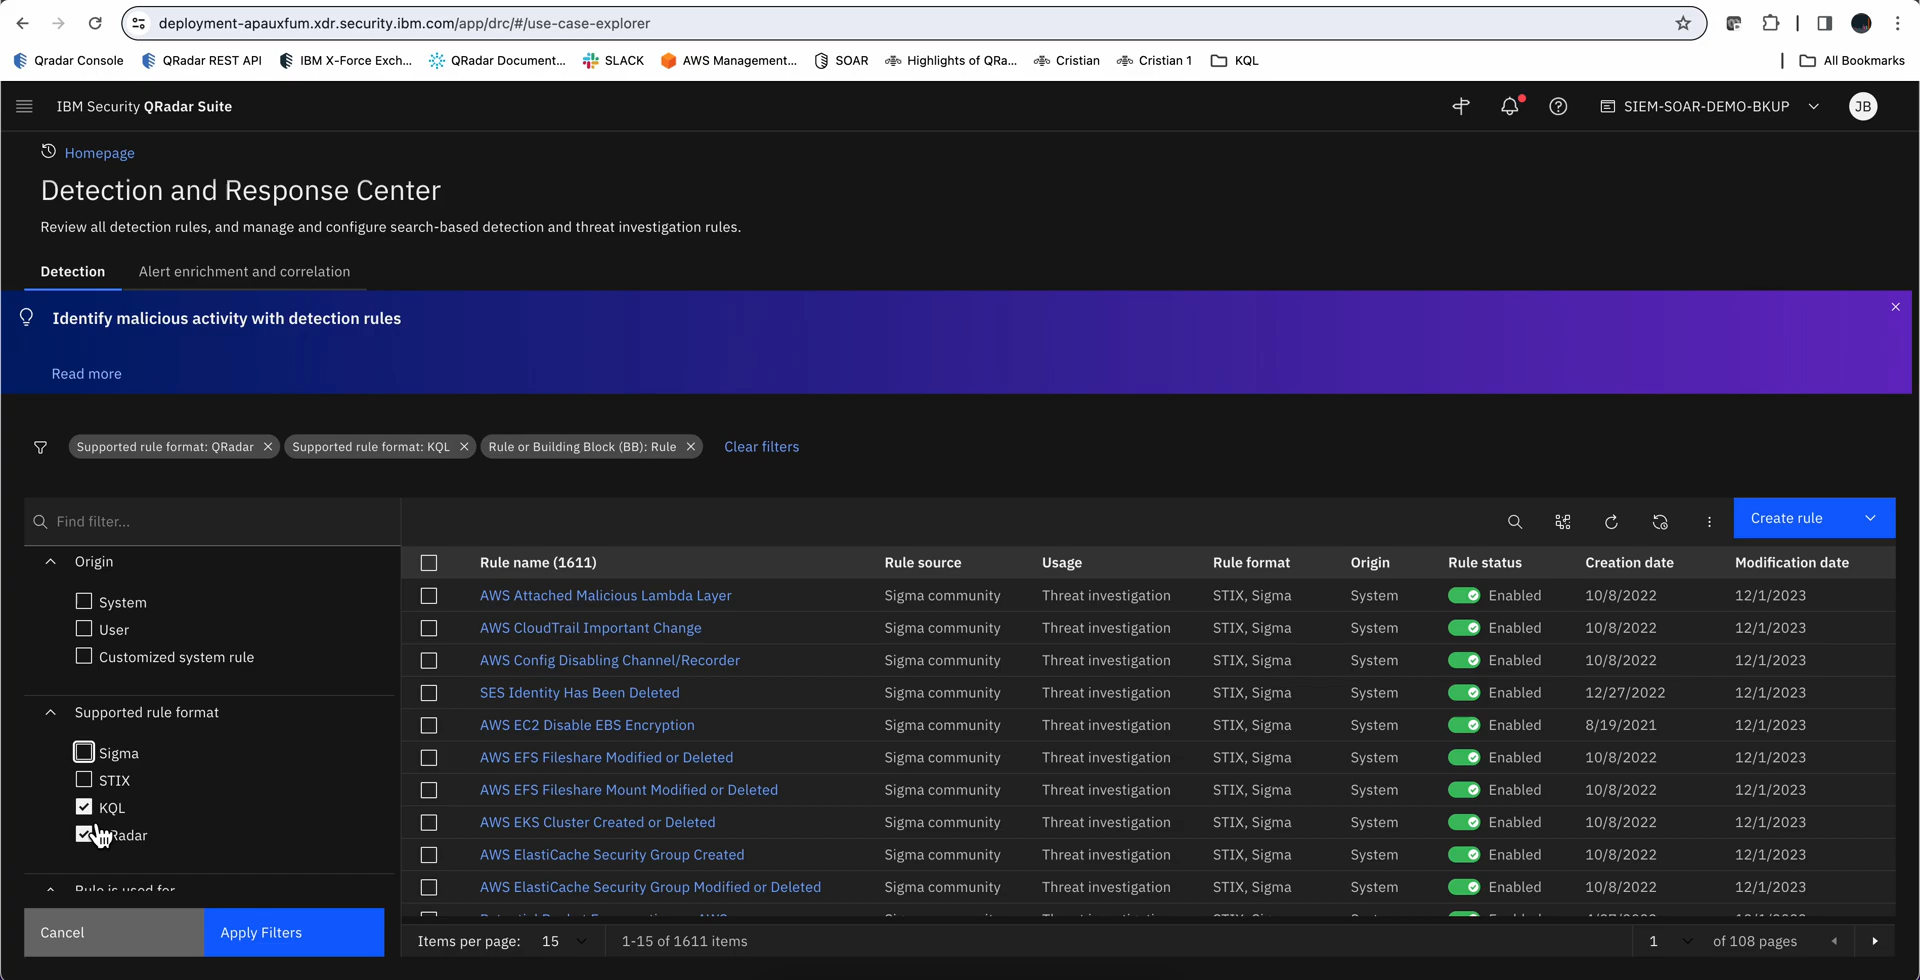 deployment-apauxfum.xdr.security.ibm.com/app/drc/#/use-case-explorer
Qradar Console
QRadar REST API
IBM X-Force Exch...
QRadar Document...
SLACK
AWS Management...
SOAR
Highlights of QRa...
Cristian
Cristian 1
KQL
All Bookmarks
IBM Security QRadar Suite
SIEM-SOAR-DEMO-BKUP
JB
Homepage
Detection and Response Center
Review all detection rules, and manage and configure search-based detection and threat investigation rules.
Detection
Alert enrichment and correlation
Identify malicious activity with detection rules
Read more
Supported rule format: QRadar
Supported rule format: KQL
Rule or Building Block (BB): Rule
Clear filters
Find filter...
Create rule
Origin
System
User
Customized system rule
Supported rule format
Sigma
STIX
KQL
Rule is used for
Cancel
Apply Filters
Rule name (1611) Rule source Usage Rule format Origin Rule status Creation date Modification date
AWS Attached Malicious Lambda Layer Sigma community Threat investigation STIX, Sigma System Enabled 10/8/2022 12/1/2023
AWS CloudTrail Important Change Sigma community Threat investigation STIX, Sigma System Enabled 10/8/2022 12/1/2023
AWS Config Disabling Channel/Recorder Sigma community Threat investigation STIX, Sigma System Enabled 10/8/2022 12/1/2023
SES Identity Has Been Deleted Sigma community Threat investigation STIX, Sigma System Enabled 12/27/2022 12/1/2023
AWS EC2 Disable EBS Encryption Sigma community Threat investigation STIX, Sigma System Enabled 8/19/2021 12/1/2023
AWS EFS Fileshare Modified or Deleted Sigma community Threat investigation STIX, Sigma System Enabled 10/8/2022 12/1/2023
AWS EFS Fileshare Mount Modified or Deleted Sigma community Threat investigation STIX, Sigma System Enabled 10/8/2022 12/1/2023
AWS EKS Cluster Created or Deleted Sigma community Threat investigation STIX, Sigma System Enabled 10/8/2022 12/1/2023
AWS ElastiCache Security Group Created Sigma community Threat investigation STIX, Sigma System Enabled 10/8/2022 12/1/2023
AWS ElastiCache Security Group Modified or Deleted Sigma community Threat investigation STIX, Sigma System Enabled 10/8/2022 12/1/2023
Items per page: 15 1-15 of 1611 items 1 of 108 pages